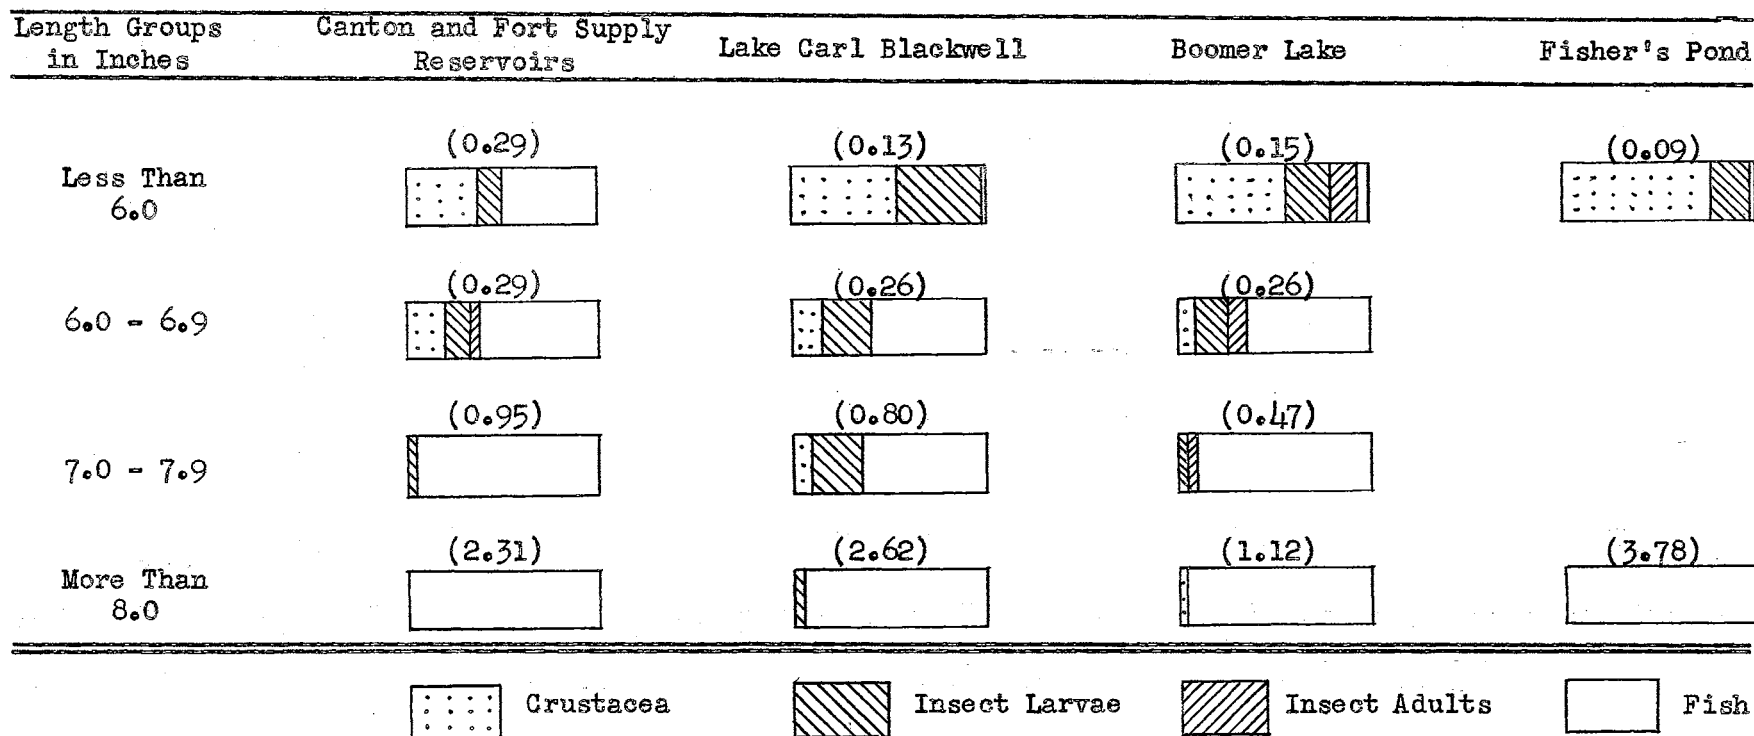 Length Groups in Inches Canton and Fort Supply Reservoirs Lake Carl Blackwell Boomer Lake Fisher's Pond
(0.29) (0.13) (0.15) (0.09)
Less Than 6.0
(0.29) (0.26) (0.26)
6.0 - 6.9
(0.95) (0.80) (0.47)
7.0 - 7.9
(2.31) (2.62) (1.12) (3.78)
More Than 8.0
Crustacea Insect Larvae Insect Adults Fish